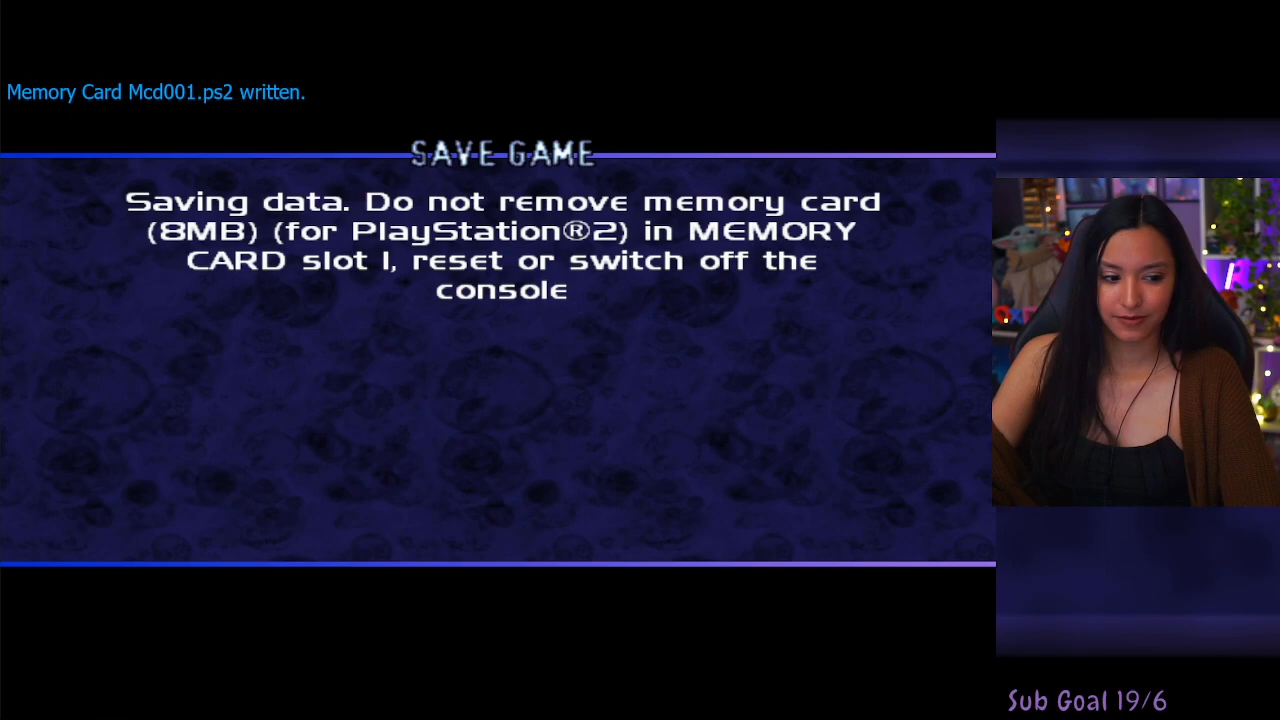 Memory Card Mcd001.ps2 written.
SAVE GAME
Saving data. Do not remove memory card
(8MB) (for PlayStation®2) in MEMORY
CARD slot 1, reset or switch off the
console
Sub Goal 19/6